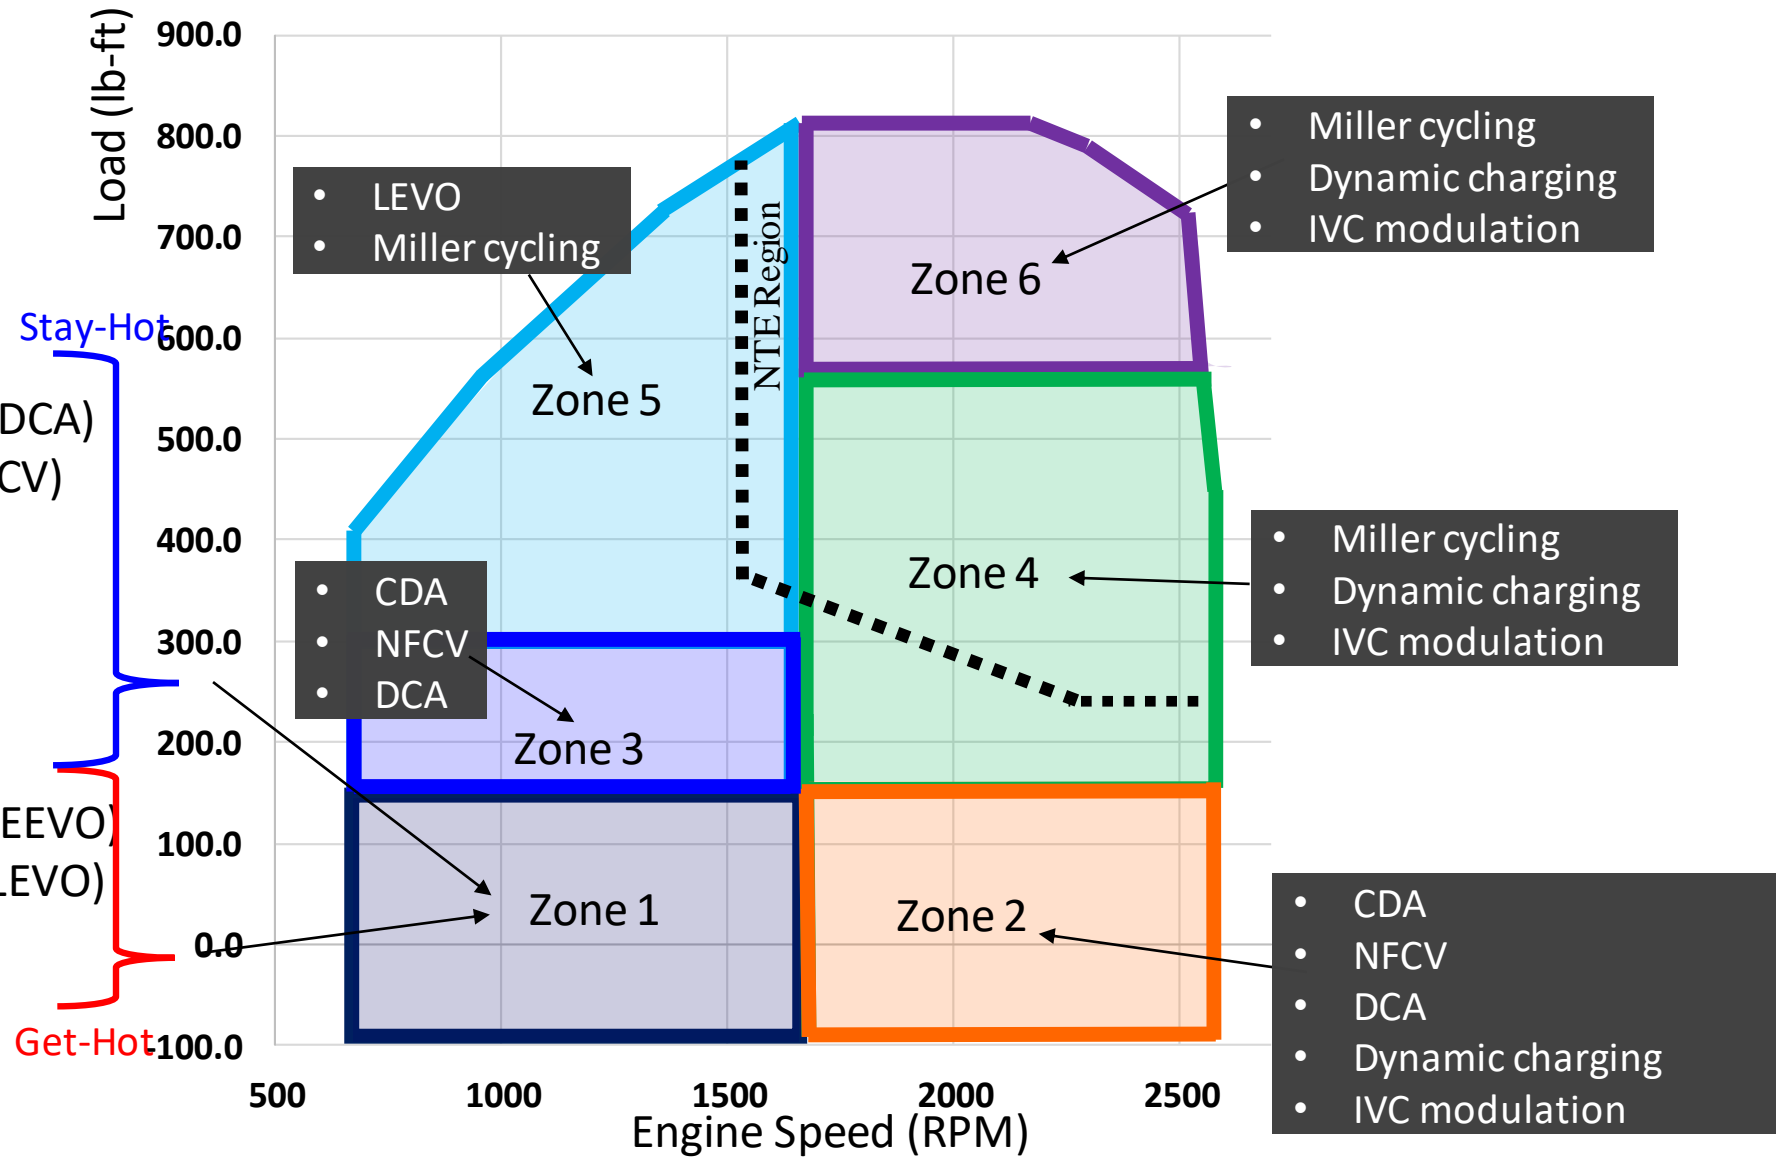 Load (lb-ft)
900.0
800.0
700.0
600.0
500.0
400.0
300.0
200.0
100.0
0.0
-100.0
500
1000
1500
2000
2500
Engine Speed (RPM)
• LEVO
• Miller cycling
Zone 5
NTE Region
• Miller cycling
• Dynamic charging
• IVC modulation
Zone 6
Stay-Hot
DCA)
CV)
• CDA
• NFCV
• DCA
Zone 3
• Miller cycling
• Dynamic charging
• IVC modulation
Zone 4
EEVO)
LEVO)
Get-Hot
Zone 1
Zone 2
• CDA
• NFCV
• DCA
• Dynamic charging
• IVC modulation